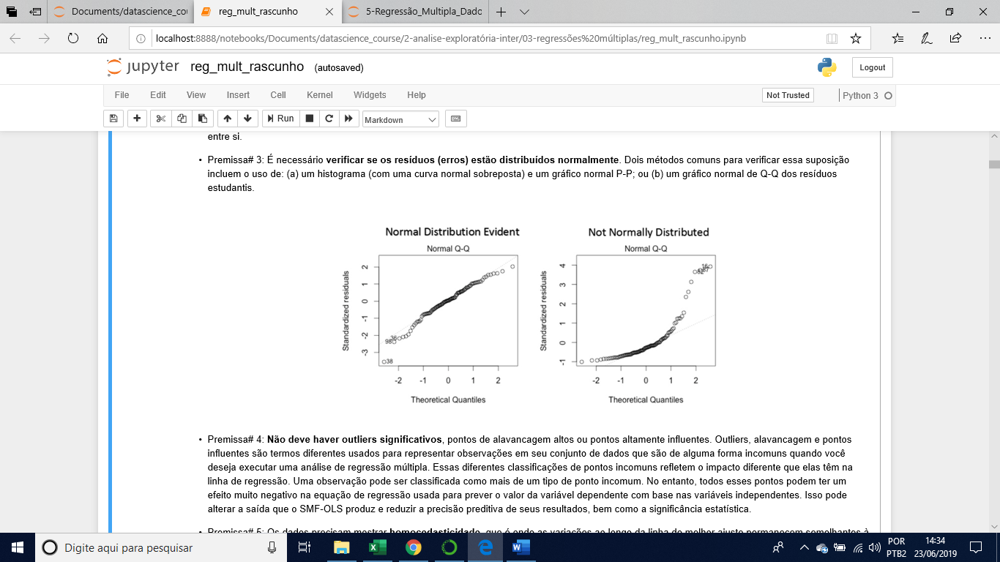 Documents/datascience_cou
reg_mult_rascunho
5-Regressão_Multipla_Dado
localhost:8888/notebooks/Documents/datascience_course/2-analise-exploratória-inter/03-regressões%20múltiplas/reg_mult_rascunho.ipynb
jupyter reg_mult_rascunho (autosaved)
Logout
File Edit View Insert Cell Kernel Widgets Help
Not Trusted
Python 3
Run
Markdown
entre si.
• Premissa# 3: É necessário verificar se os resíduos (erros) estão distribuídos normalmente. Dois métodos comuns para verificar essa suposição
incluem o uso de: (a) um histograma (com uma curva normal sobreposta) e um gráfico normal P-P; ou (b) um gráfico normal de Q-Q dos resíduos
estudantis.
Normal Distribution Evident
Normal Q-Q
Standardized residuals
2
1
0
-1
-2
-3
36
98
38
-2 -1 0 1 2
Theoretical Quantiles
Not Normally Distributed
Normal Q-Q
Standardized residuals
4
3
2
1
0
-1
16
-2 -1 0 1 2
Theoretical Quantiles
• Premissa# 4: Não deve haver outliers significativos, pontos de alavancagem altos ou pontos altamente influentes. Outliers, alavancagem e pontos
influentes são termos diferentes usados para representar observações em seu conjunto de dados que são de alguma forma incomuns quando você
deseja executar uma análise de regressão múltipla. Essas diferentes classificações de pontos incomuns refletem o impacto diferente que elas têm na
linha de regressão. Uma observação pode ser classificada como mais de um tipo de ponto incomum. No entanto, todos esses pontos podem ter um
efeito muito negativo na equação de regressão usada para prever o valor da variável dependente com base nas variáveis independentes. Isso pode
alterar a saída que o SMF-OLS produz e reduzir a precisão preditiva de seus resultados, bem como a significância estatística.
• Premissa# 5: Os dados precisam mostrar homocedasticidade, que é onde as variações ao longo da linha de melhor ajuste permanecem semelhantes à
Digite aqui para pesquisar
POR
PTB2
14:34
23/06/2019